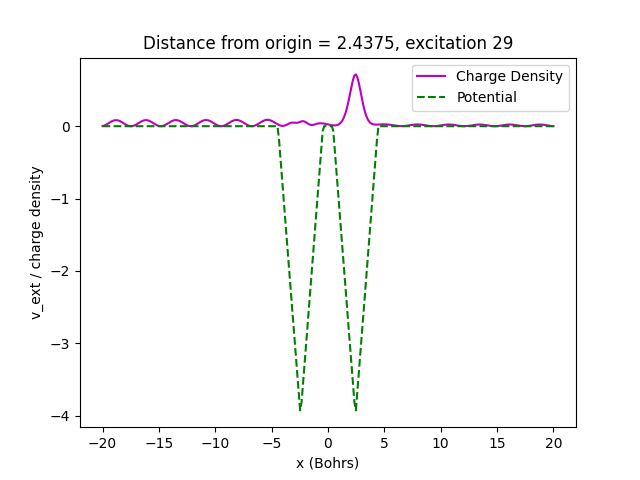 Distance from origin = 2.4375, excitation 29
Charge Density
Potential
v_ext / charge density
0
−1
−2
−3
−4
−20
−15
−10
−5
0
5
10
15
20
x (Bohrs)